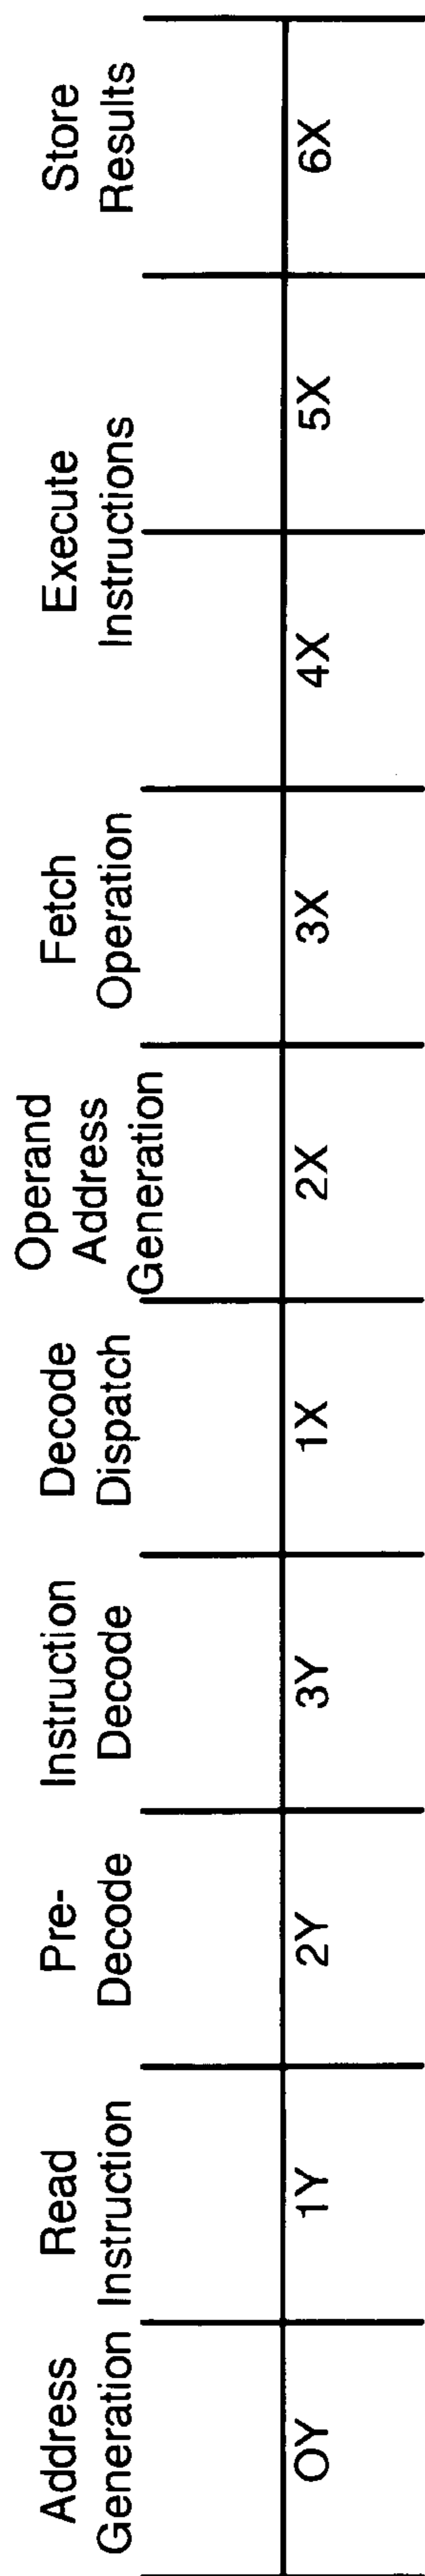 Address
Generation
Read
Instruction
Pre-
Decode
Instruction
Decode
Decode
Dispatch
Operand
Address
Generation
Fetch
Operation
Execute
Instructions
Store
Results
OY
1Y
2Y
3Y
1X
2X
3X
4X
5X
6X